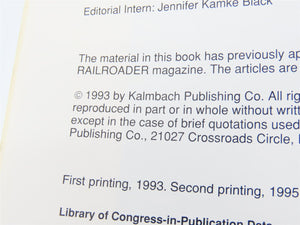 Editorial Intern: Jennifer Kamke Black
The material in this book has previously ap
RAILROADER magazine. The articles are
© 1993 by Kalmbach Publishing Co. All righ
reproduced in part or in whole without writte
except in the case of brief quotations used
Publishing Co., 21027 Crossroads Circle, 
First printing, 1993. Second printing, 1995
Library of Congress-in-Publication Data